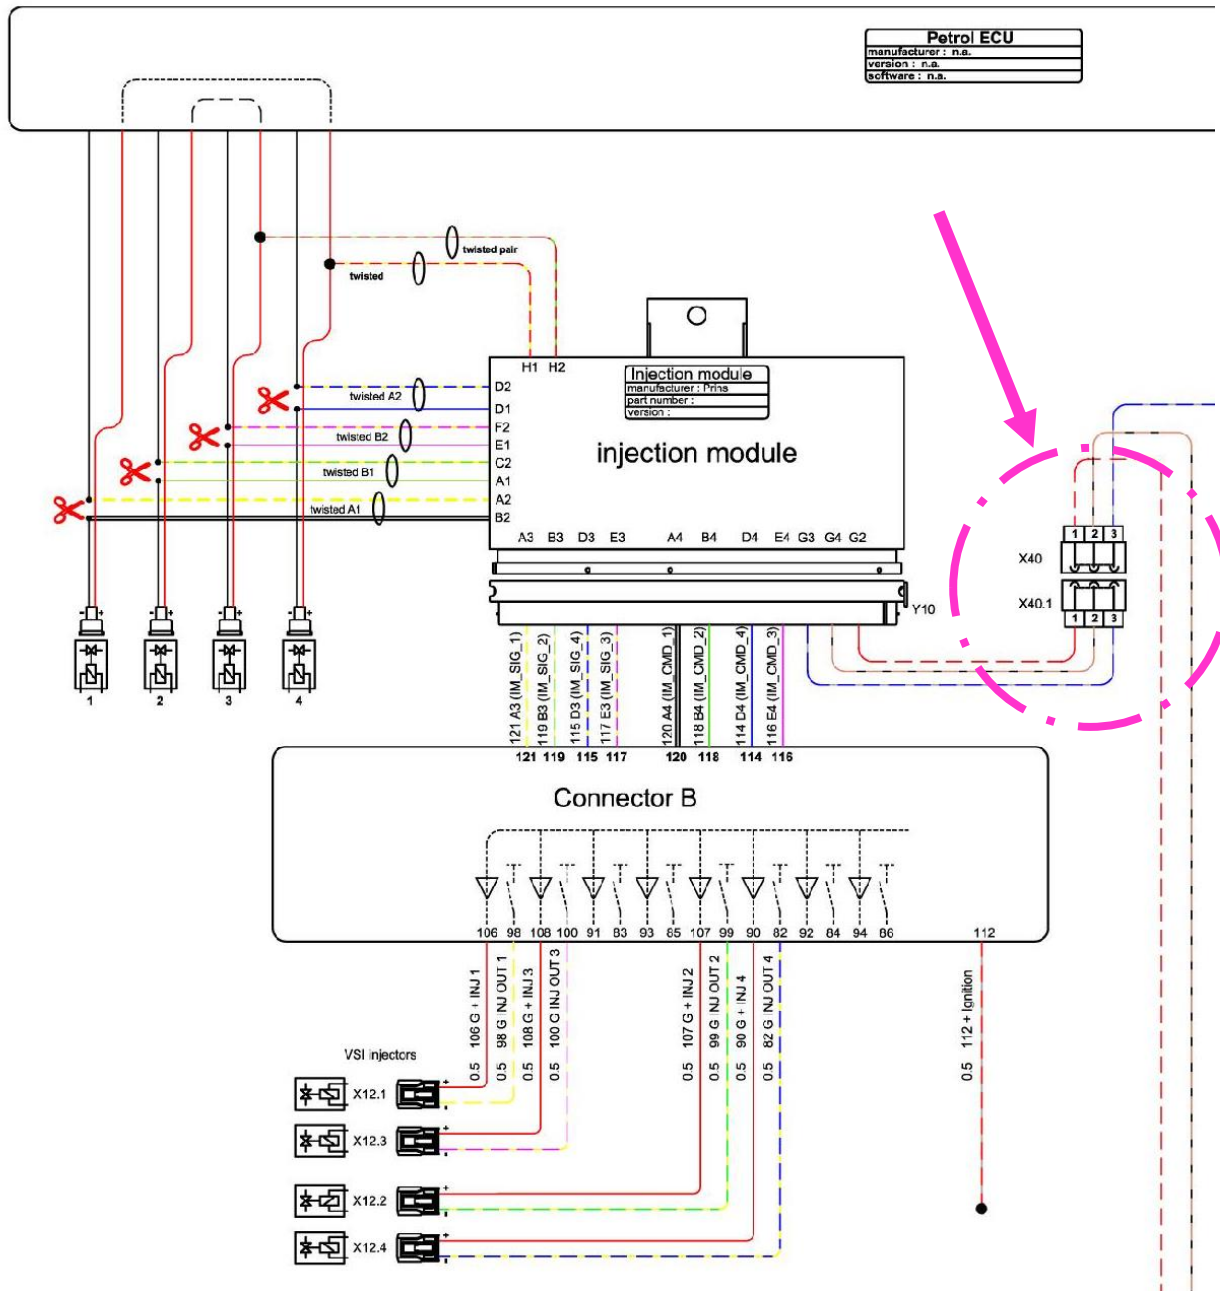 Petrol ECU
manufacturer : n.a.
version : n.a.
software : n.a.
twisted pair
twisted
H1 H2
Injection module
manufacturer : Prins
part number :
version :
injection module
D2
twisted A2
D1
F2
twisted B2
E1
C2
twisted B1
A1
A2
twisted A1
B2
A3 B3 D3 E3 A4 B4 D4 E4 G3 G4 G2
1 2 3
X40
X40.1
1 2 3
Y10
- + - + - + - +
1 2 3 4
121 A3 (IM_SIG_1)
119 B3 (IM_SIG_2)
115 D3 (IM_SIG_4)
117 E3 (IM_SIG_3)
120 A4 (IM_CMD_1)
118 B4 (IM_CMD_2)
114 D4 (IM_CMD_4)
116 E4 (IM_CMD_3)
121 119 115 117 120 118 114 116
Connector B
106 98 108 100 91 83 93 85 107 99 90 82 92 84 94 86 112
0.5 106 G + INJ 1
0.5 98 G INJ OUT 1
0.5 108 G + INJ 3
0.5 100 G INJ OUT 3
0.5 107 G + INJ 2
0.5 99 G INJ OUT 2
0.5 90 G + INJ 4
0.5 82 G INJ OUT 4
0.5 112 + Ignition
VSI injectors
X12.1 + -
X12.3 + -
X12.2 + -
X12.4 + -